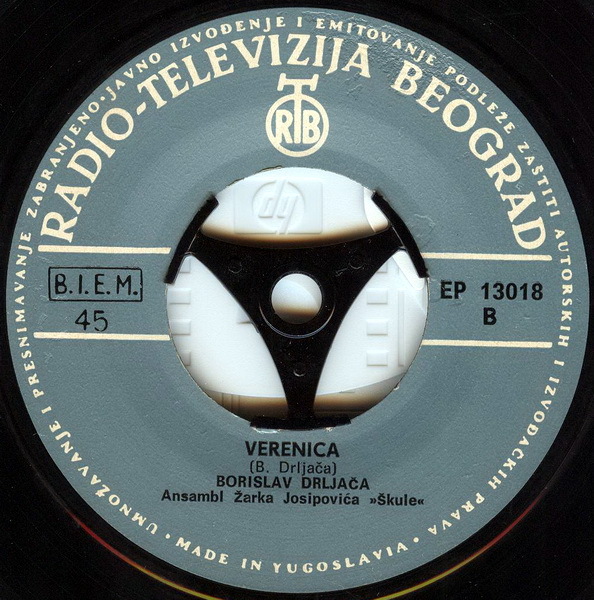 UMNOŽAVANJE I PRESNIMAVANJE ZABRANJENO·JAVNO IZVOĐENJE I EMITOVANJE PODLEŽE ZAŠTITI AUTORSKIH I IZVOĐAČKIH PRAVA·
RADIO-TELEVIZIJA BEOGRAD
RTB
hp
B.I.E.M.
45
EP 13018
B
VERENICA
(B. Drljača)
BORISLAV DRLJAČA
Ansambl Žarka Josipovića »Škule«
MADE IN YUGOSLAVIA·